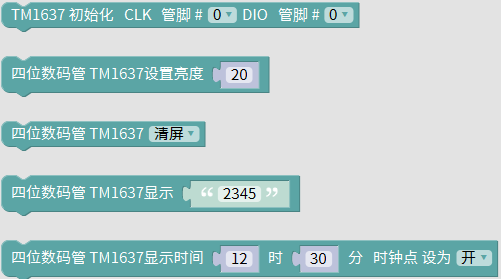 TM1637 初始化 CLK 管脚 # 0 DIO 管脚 # 0
四位数码管 TM1637设置亮度 20
四位数码管 TM1637 清屏
四位数码管 TM1637显示 “ 2345 ”
四位数码管 TM1637显示时间 12 时 30 分 时钟点 设为 开